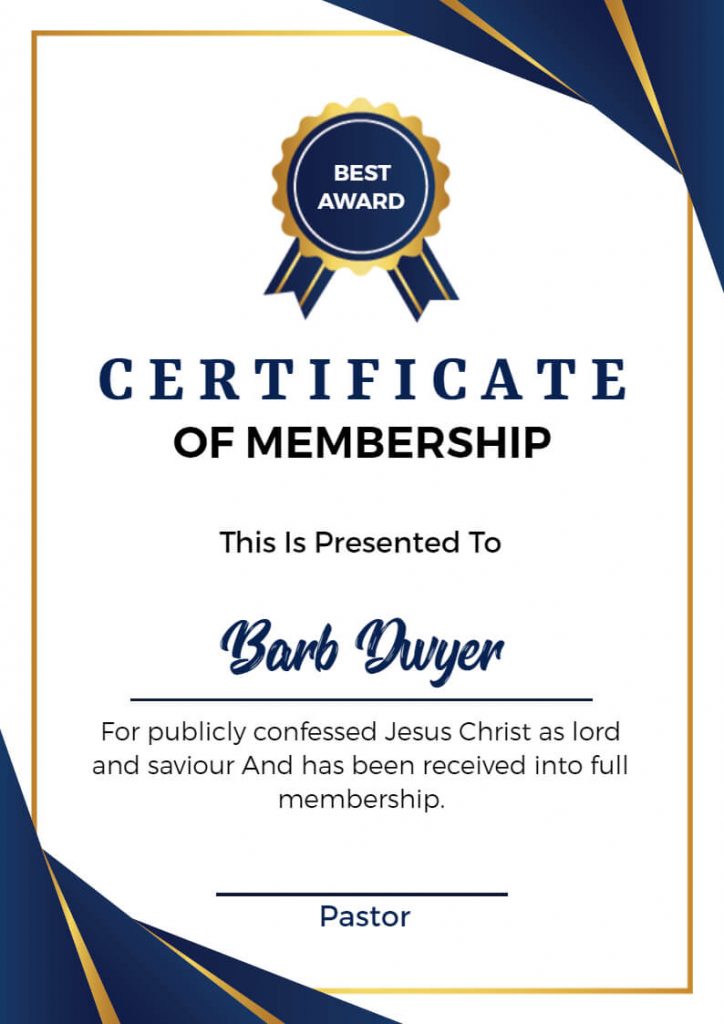 BEST
AWARD
CERTIFICATE
OF MEMBERSHIP
This Is Presented To
Barb Dwyer
For publicly confessed Jesus Christ as lord
and saviour And has been received into full
membership.
Pastor